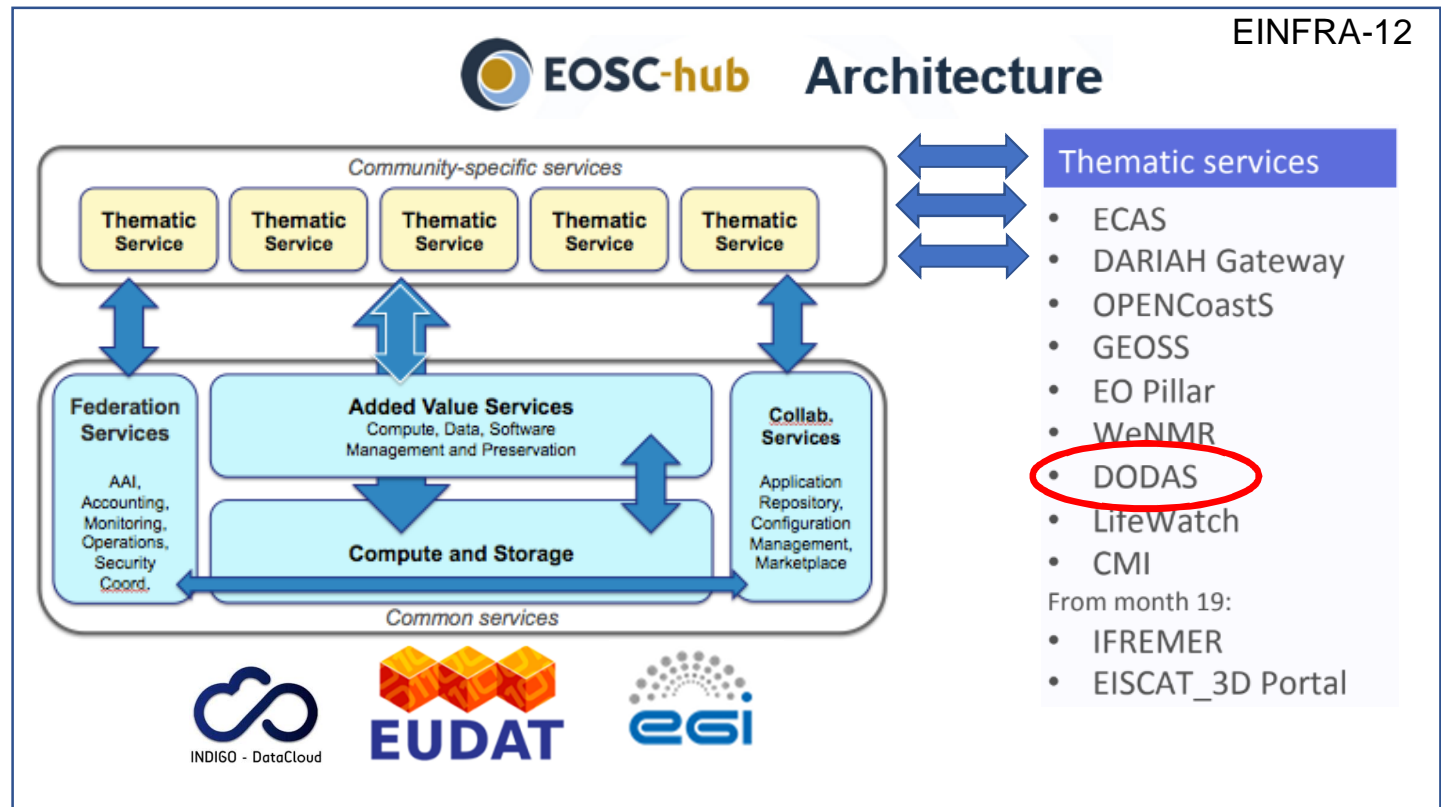 EINFRA-12
EOSC-hub Architecture
Community-specific services
Thematic
Service
Thematic
Service
Thematic
Service
Thematic
Service
Thematic
Service
Federation
Services
AAI,
Accounting,
Monitoring,
Operations,
Security
Coord.
Added Value Services
Compute, Data, Software
Management and Preservation
Compute and Storage
Collab.
Services
Application
Repository,
Configuration
Management,
Marketplace
Common services
INDIGO - DataCloud
EUDAT
egi
Thematic services
• ECAS
• DARIAH Gateway
• OPENCoastS
• GEOSS
• EO Pillar
• WeNMR
• DODAS
• LifeWatch
• CMI
From month 19:
• IFREMER
• EISCAT_3D Portal